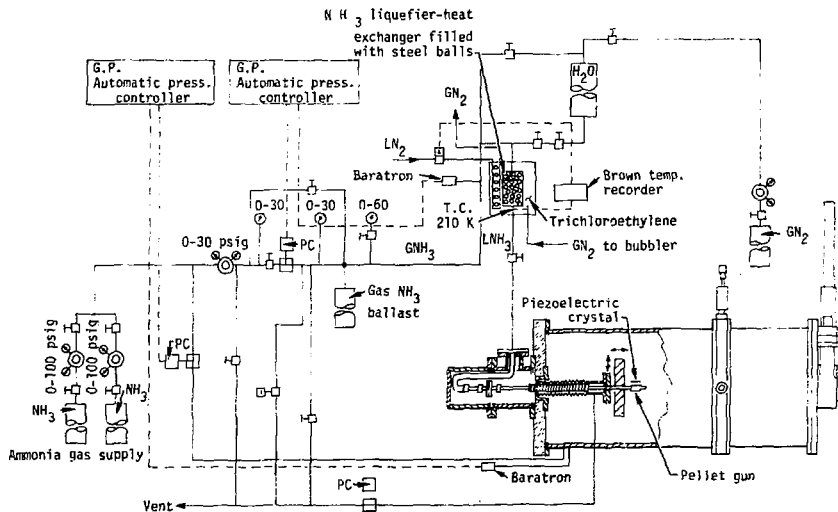 N H3 liquefier-heat
exchanger filled
with steel balls
G.P.
Automatic press.
controller
G.P.
Automatic press.
controller
H2O
GN2
LN2
Baratron
Brown temp.
recorder
T.C.
210 K
Trichloroethylene
LNH3
GN2 to bubbler
GN2
0-30
0-30
0-60
PC
0-30 psig
GNH3
Gas NH3
ballast
Piezoelectric
crystal
0-100 psig
0-100 psig
PC
NH3
NH3
Ammonia gas supply
Baratron
Pellet gun
PC
Vent